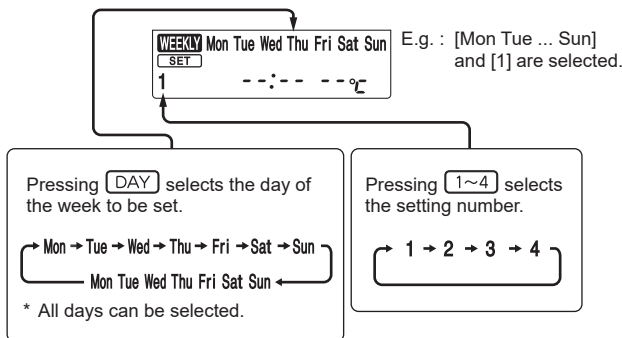 WEEKLY Mon Tue Wed Thu Fri Sat Sun
SET
1 --:-- --°C
E.g. : [Mon Tue ... Sun]
and [1] are selected.
Pressing DAY selects the day of
the week to be set.
→ Mon → Tue → Wed → Thu → Fri → Sat → Sun
Mon Tue Wed Thu Fri Sat Sun ←
* All days can be selected.
Pressing 1~4 selects
the setting number.
→ 1 → 2 → 3 → 4